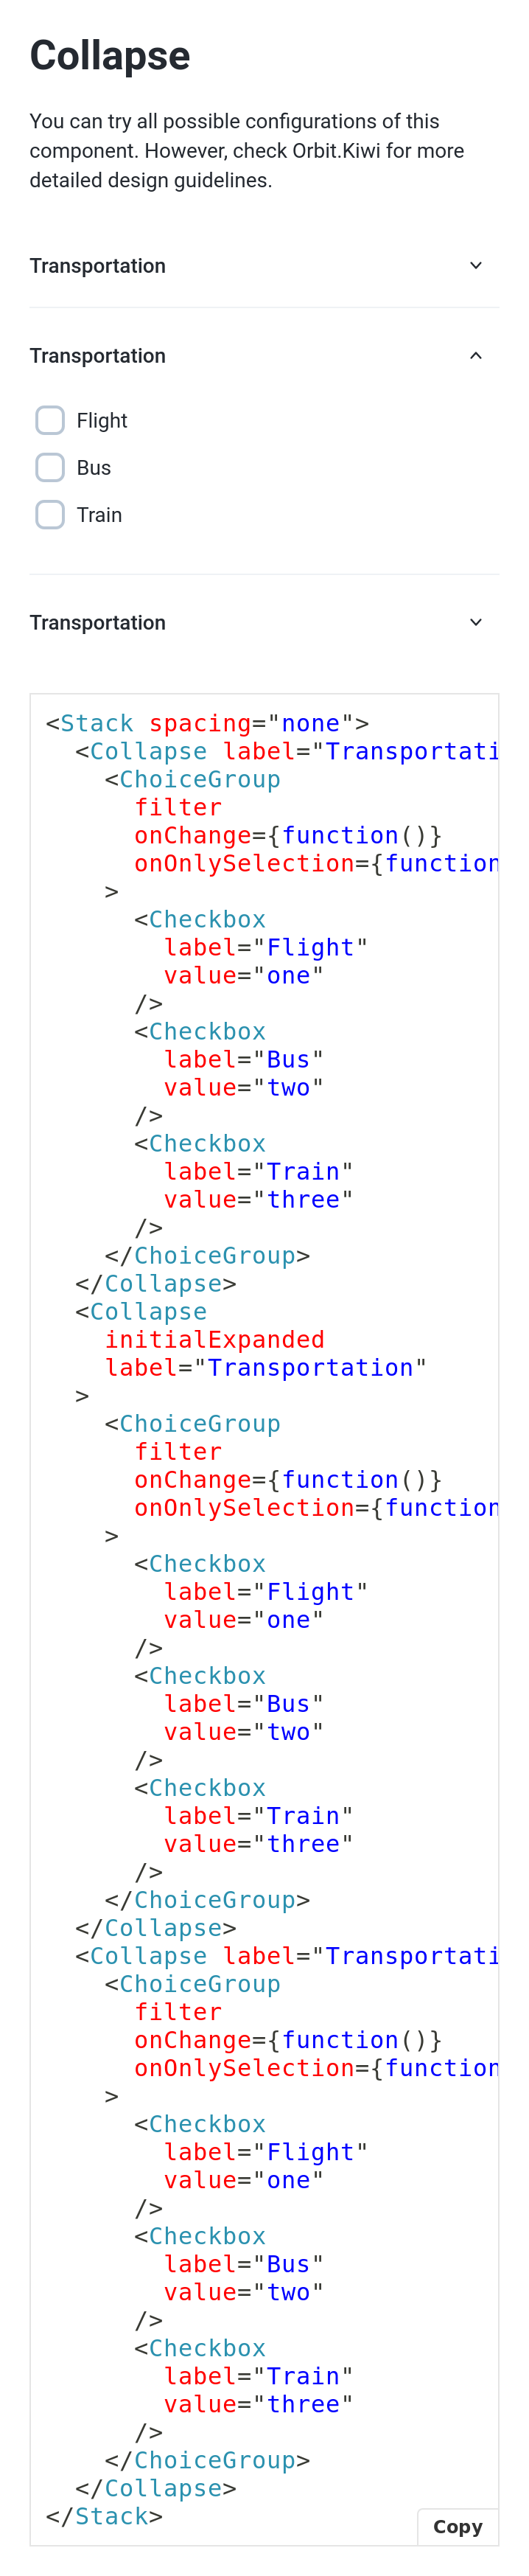 Collapse
You can try all possible configurations of this
component. However, check Orbit.Kiwi for more
detailed design guidelines.
Transportation
Transportation
Flight
Bus
Train
Transportation
<Stack spacing="none">
  <Collapse label="Transportati
    <ChoiceGroup
      filter
      onChange={function()}
      onOnlySelection={function
    >
      <Checkbox
        label="Flight"
        value="one"
      />
      <Checkbox
        label="Bus"
        value="two"
      />
      <Checkbox
        label="Train"
        value="three"
      />
    </ChoiceGroup>
  </Collapse>
  <Collapse
    initialExpanded
    label="Transportation"
  >
    <ChoiceGroup
      filter
      onChange={function()}
      onOnlySelection={function
    >
      <Checkbox
        label="Flight"
        value="one"
      />
      <Checkbox
        label="Bus"
        value="two"
      />
      <Checkbox
        label="Train"
        value="three"
      />
    </ChoiceGroup>
  </Collapse>
  <Collapse label="Transportati
    <ChoiceGroup
      filter
      onChange={function()}
      onOnlySelection={function
    >
      <Checkbox
        label="Flight"
        value="one"
      />
      <Checkbox
        label="Bus"
        value="two"
      />
      <Checkbox
        label="Train"
        value="three"
      />
    </ChoiceGroup>
  </Collapse>
</Stack>
Copy